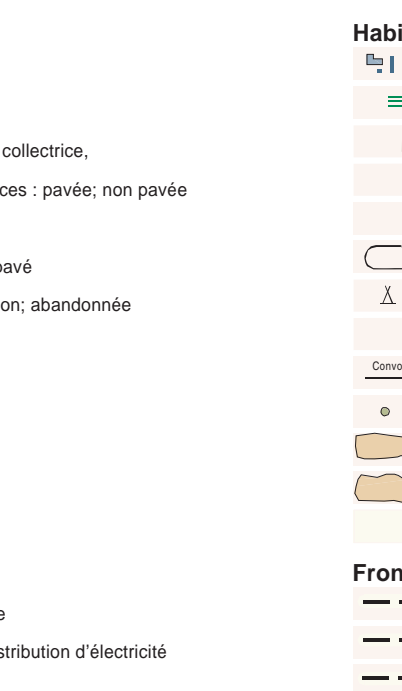 Habi
collectrice,
ces : pavée; non pavée
pavé
on; abandonnée
Convo
Fron
e
stribution d’électricité